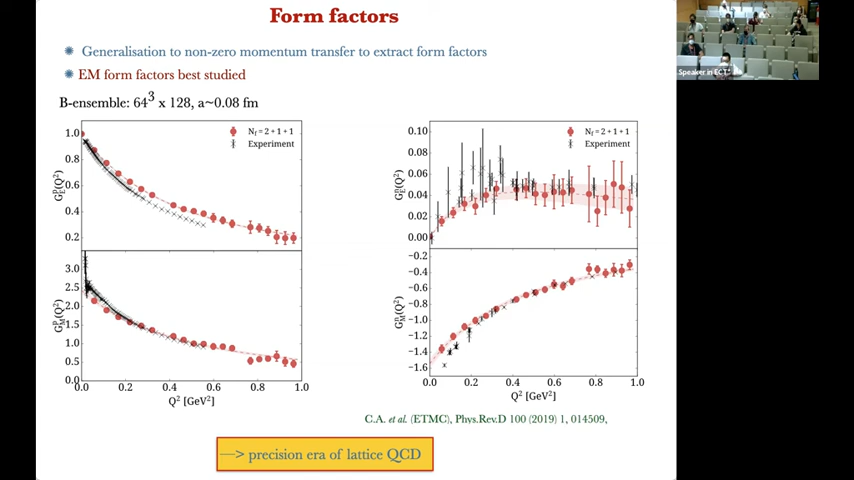 Form factors
Generalisation to non-zero momentum transfer to extract form factors
EM form factors best studied
B-ensemble: 64³ x 128, a~0.08 fm
Speaker in ECT*
N_f = 2 + 1 + 1
Experiment
1.0
0.8
0.6
0.4
0.2
G_E^p(Q²)
3.0
2.5
2.0
1.5
1.0
0.5
0.0
G_M^p(Q²)
0.0 0.2 0.4 0.6 0.8 1.0
Q² [GeV²]
N_f = 2 + 1 + 1
Experiment
0.10
0.08
0.06
0.04
0.02
0.00
G_E^n(Q²)
−0.2
−0.4
−0.6
−0.8
−1.0
−1.2
−1.4
−1.6
G_M^n(Q²)
0.0 0.2 0.4 0.6 0.8 1.0
Q² [GeV²]
C.A. et al. (ETMC), Phys.Rev.D 100 (2019) 1, 014509,
—> precision era of lattice QCD